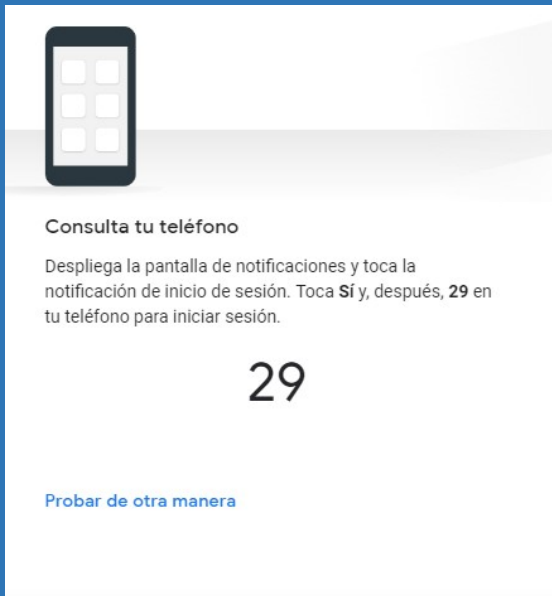 Consulta tu teléfono
Despliega la pantalla de notificaciones y toca la
notificación de inicio de sesión. Toca Sí y, después, 29 en
tu teléfono para iniciar sesión.
29
Probar de otra manera